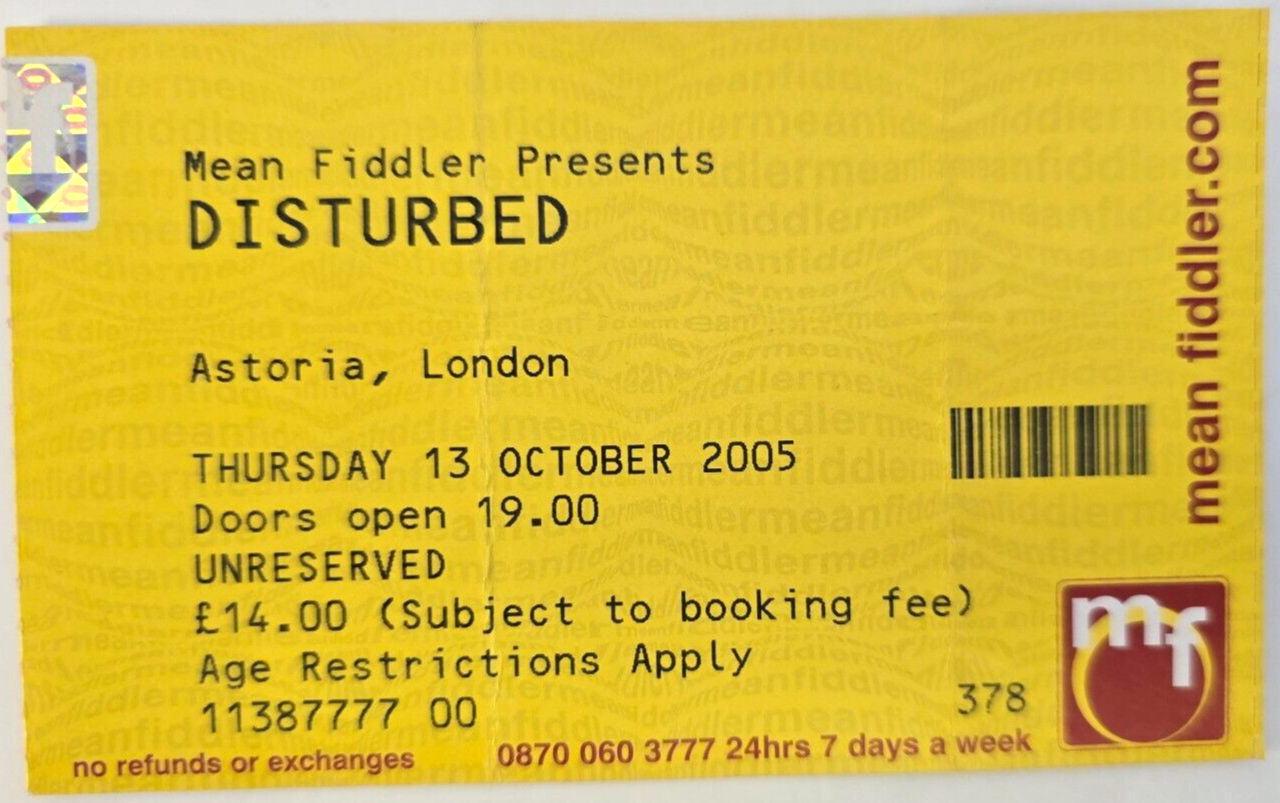 Mean Fiddler Presents
DISTURBED
Astoria, London
THURSDAY 13 OCTOBER 2005
Doors open 19.00
UNRESERVED
£14.00 (Subject to booking fee)
Age Restrictions Apply
11387777 00
378
no refunds or exchanges
0870 060 3777 24hrs 7 days a week
mean fiddler.com
mf